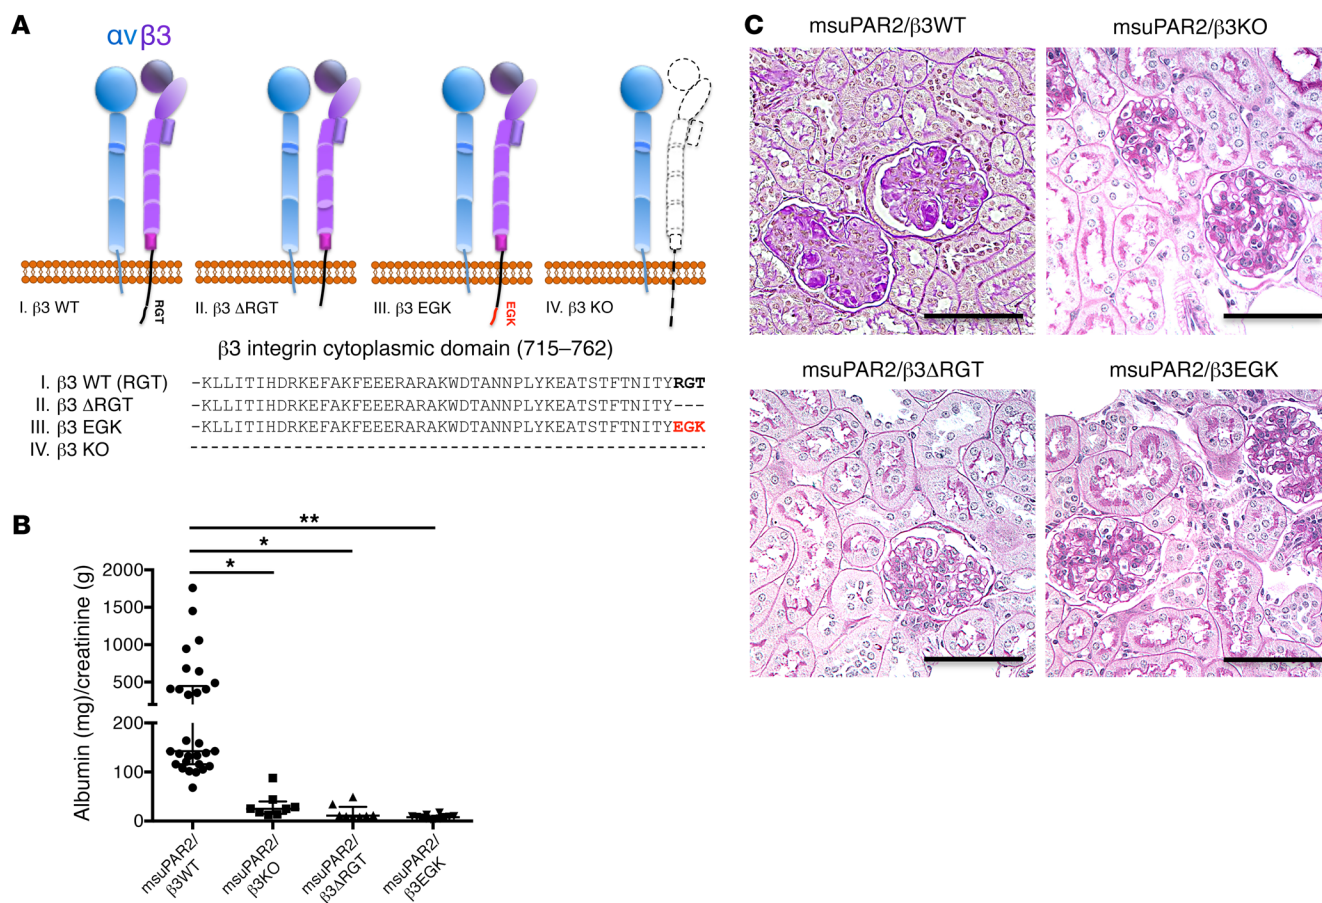 A
αvβ3
I. β3 WT
RGT
II. β3 ΔRGT
III. β3 EGK
EGK
IV. β3 KO
β3 integrin cytoplasmic domain (715–762)
I. β3 WT (RGT) –KLLITIHDRKEFAKFEEERARAKWDTANNPLYKEATSTFTNITYRGT
II. β3 ΔRGT –KLLITIHDRKEFAKFEEERARAKWDTANNPLYKEATSTFTNITY–––
III. β3 EGK –KLLITIHDRKEFAKFEEERARAKWDTANNPLYKEATSTFTNITYEGK
IV. β3 KO ––––––––––––––––––––––––––––––––––––––––––––––––
B
**
*
*
Albumin (mg)/creatinine (g)
2000
1500
1000
500
200
100
0
msuPAR2/
β3WT
msuPAR2/
β3KO
msuPAR2/
β3ΔRGT
msuPAR2/
β3EGK
C
msuPAR2/β3WT
msuPAR2/β3KO
msuPAR2/β3ΔRGT
msuPAR2/β3EGK